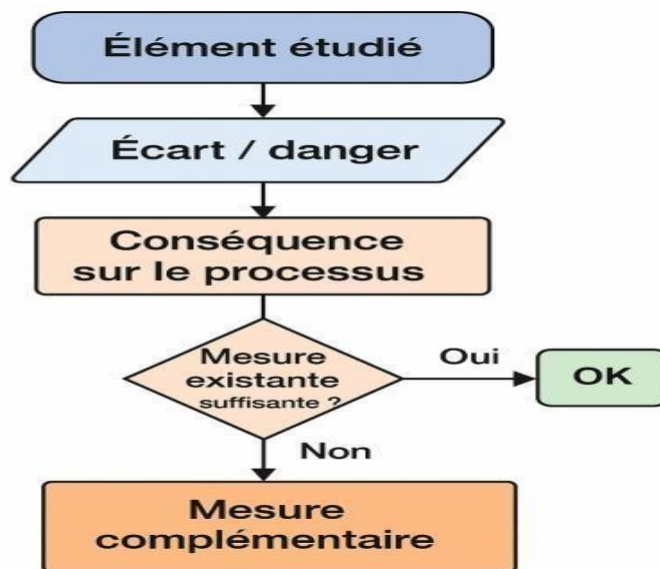 Élément étudié
Écart / danger
Conséquence
sur le processus
Mesure
existante
suffisante ?
Oui
OK
Non
Mesure
complémentaire